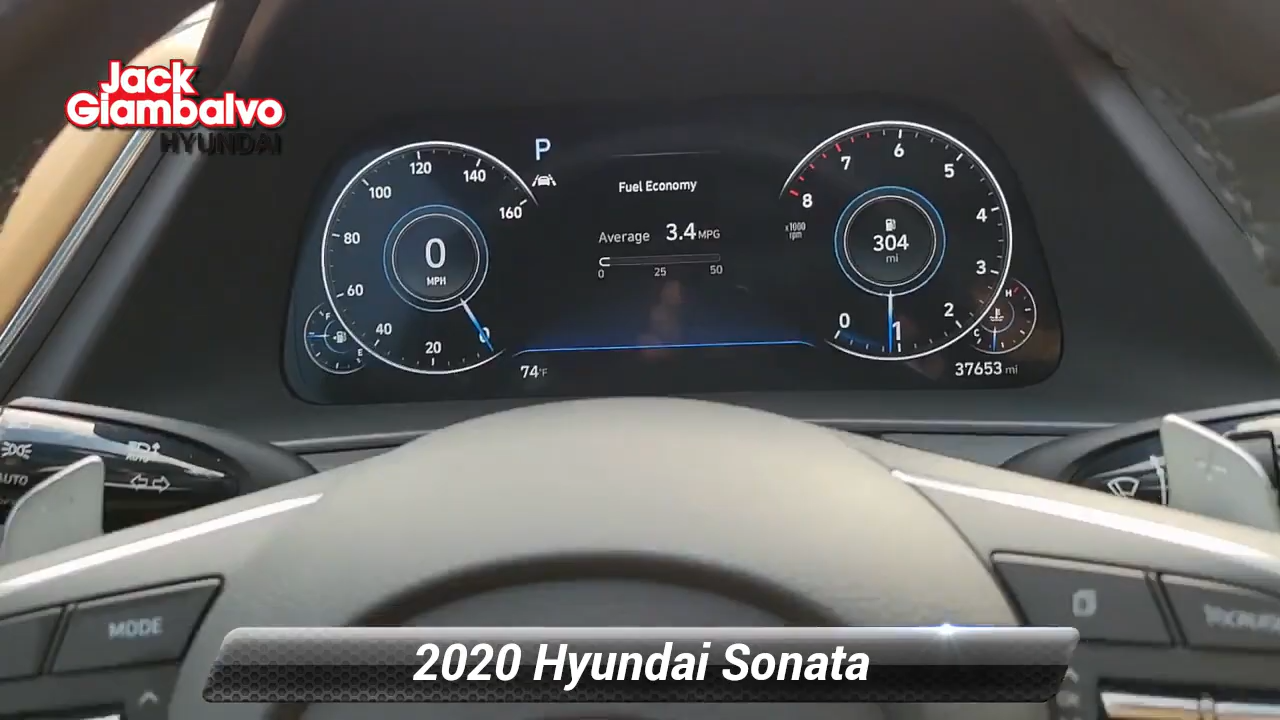 Jack
Giambalvo
HYUNDAI
P
Fuel Economy
Average 3.4 MPG
0 25 50
0 20 40 60 80 100 120 140 160
0
MPH
F
E
x1000
rpm
0 1 2 3 4 5 6 7 8
304
mi
H
C
74°F
37653 mi
AUTO
AUTO
MODE
2020 Hyundai Sonata